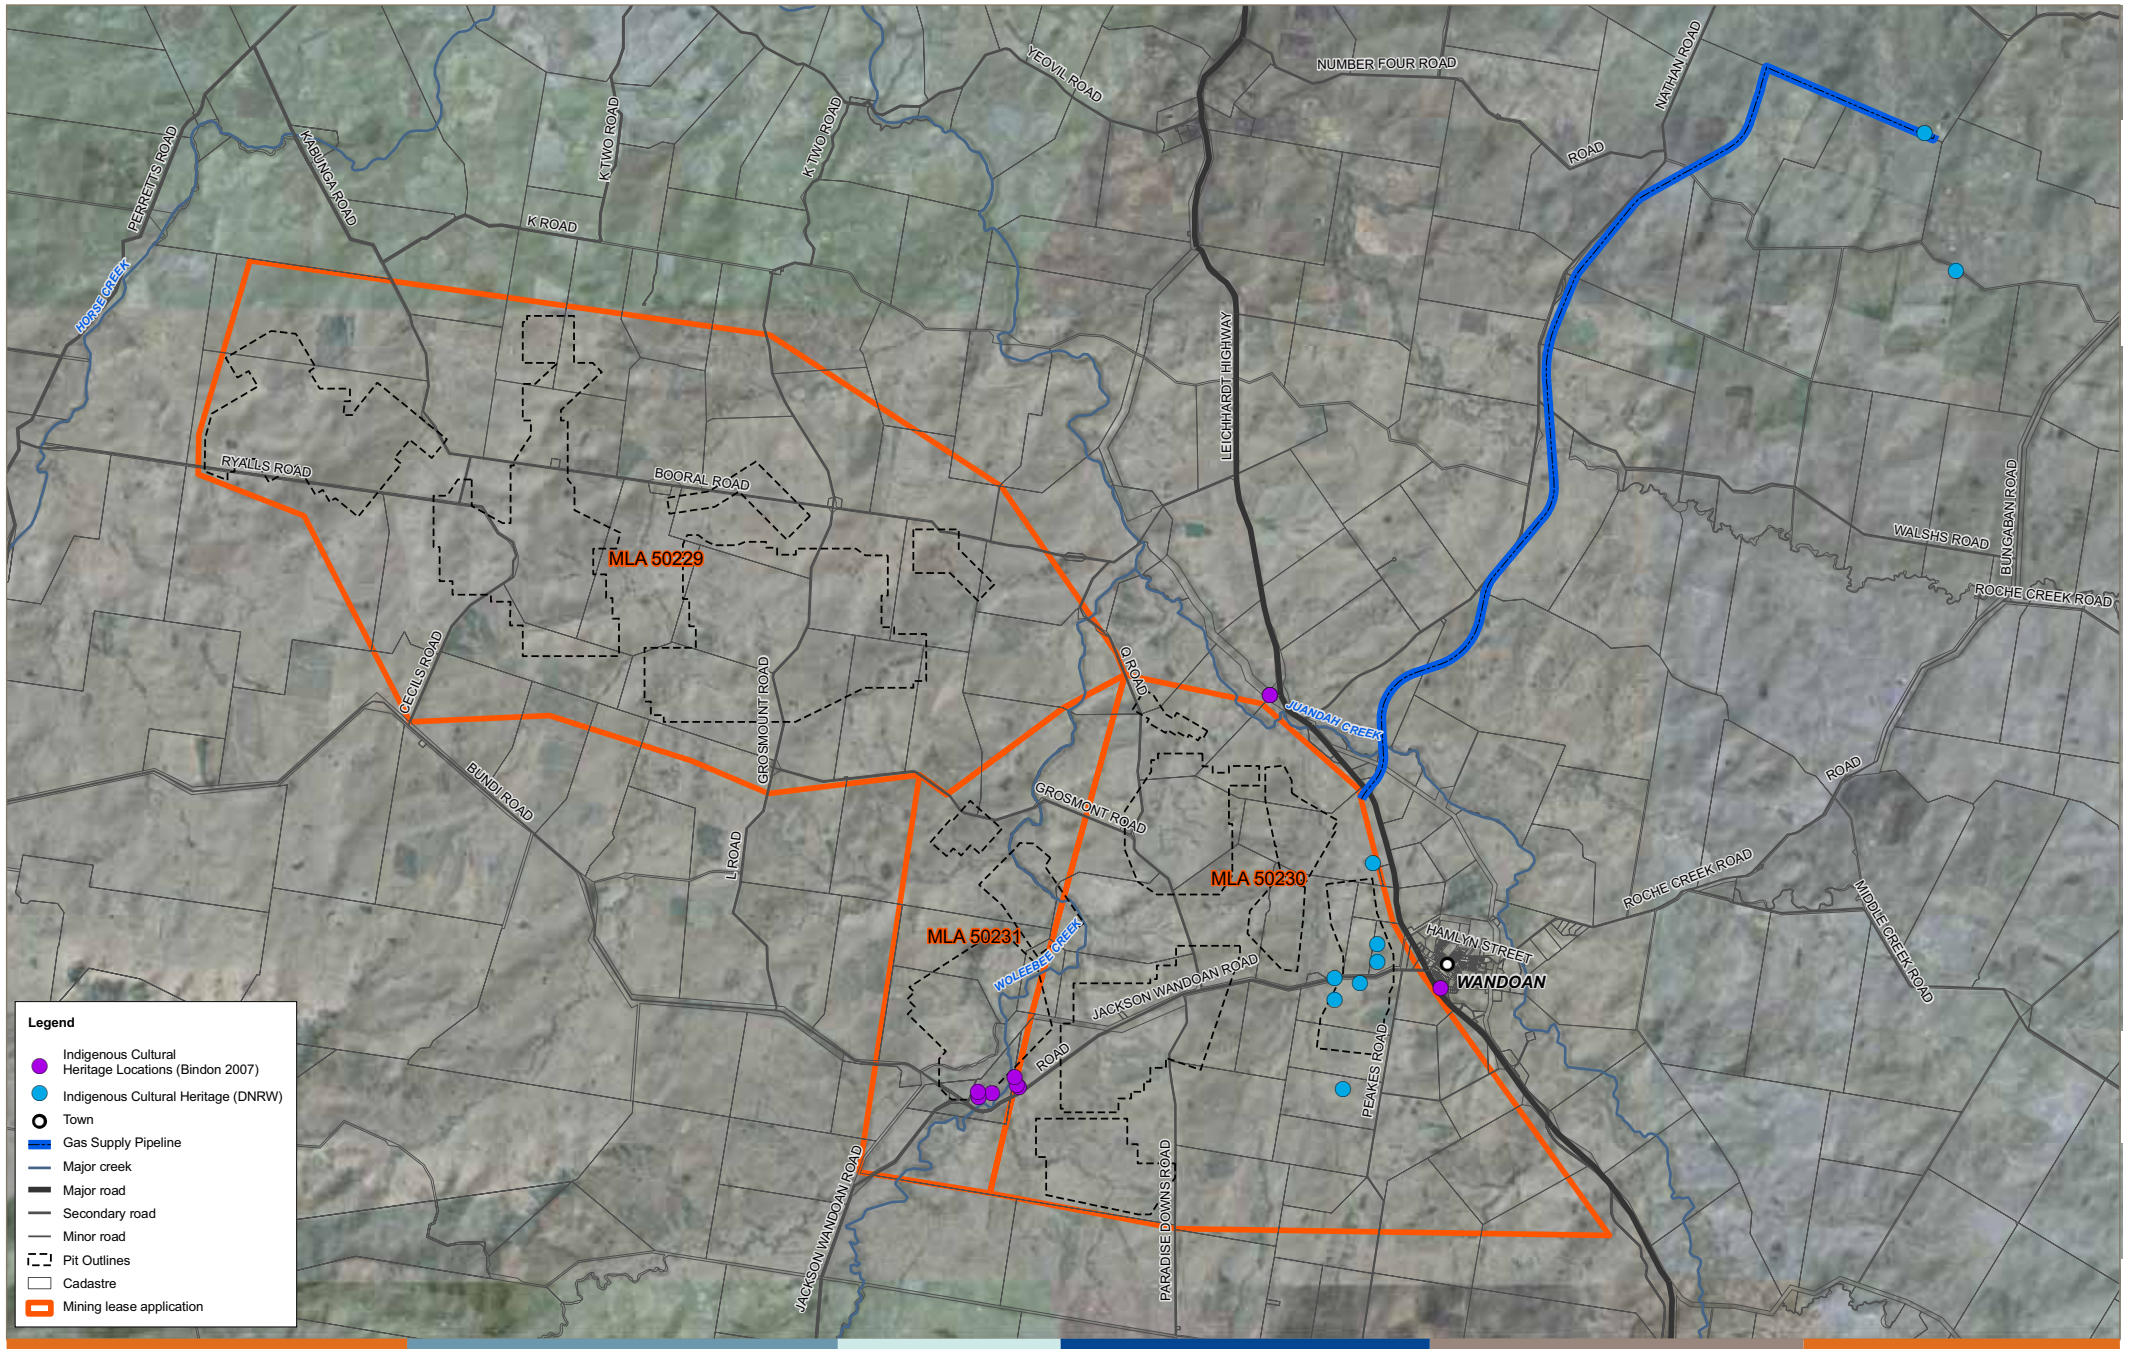 YEOVIL ROAD
NUMBER FOUR ROAD
NATHAN ROAD
PERRETTS ROAD
KABUNGA ROAD
K TWO ROAD
K TWO ROAD
ROAD
K ROAD
HORSE CREEK
LEICHHARDT HIGHWAY
RYALLS ROAD
BOORAL ROAD
BUNGABAN ROAD
WALSHS ROAD
MLA 50229
ROCHE CREEK ROAD
CECILS ROAD
GROSMOUNT ROAD
Q ROAD
JUANDAH CREEK
BUNDI ROAD
GROSMONT ROAD
ROAD
L ROAD
MLA 50230
ROCHE CREEK ROAD
MIDDLE CREEK ROAD
MLA 50231
WOLEEBEE CREEK
HAMLYN STREET
JACKSON WANDOAN ROAD
WANDOAN
ROAD
PEAKES ROAD
JACKSON WANDOAN ROAD
PARADISE DOWNS ROAD
Legend
Indigenous Cultural
Heritage Locations (Bindon 2007)
Indigenous Cultural Heritage (DNRW)
Town
Gas Supply Pipeline
Major creek
Major road
Secondary road
Minor road
Pit Outlines
Cadastre
Mining lease application